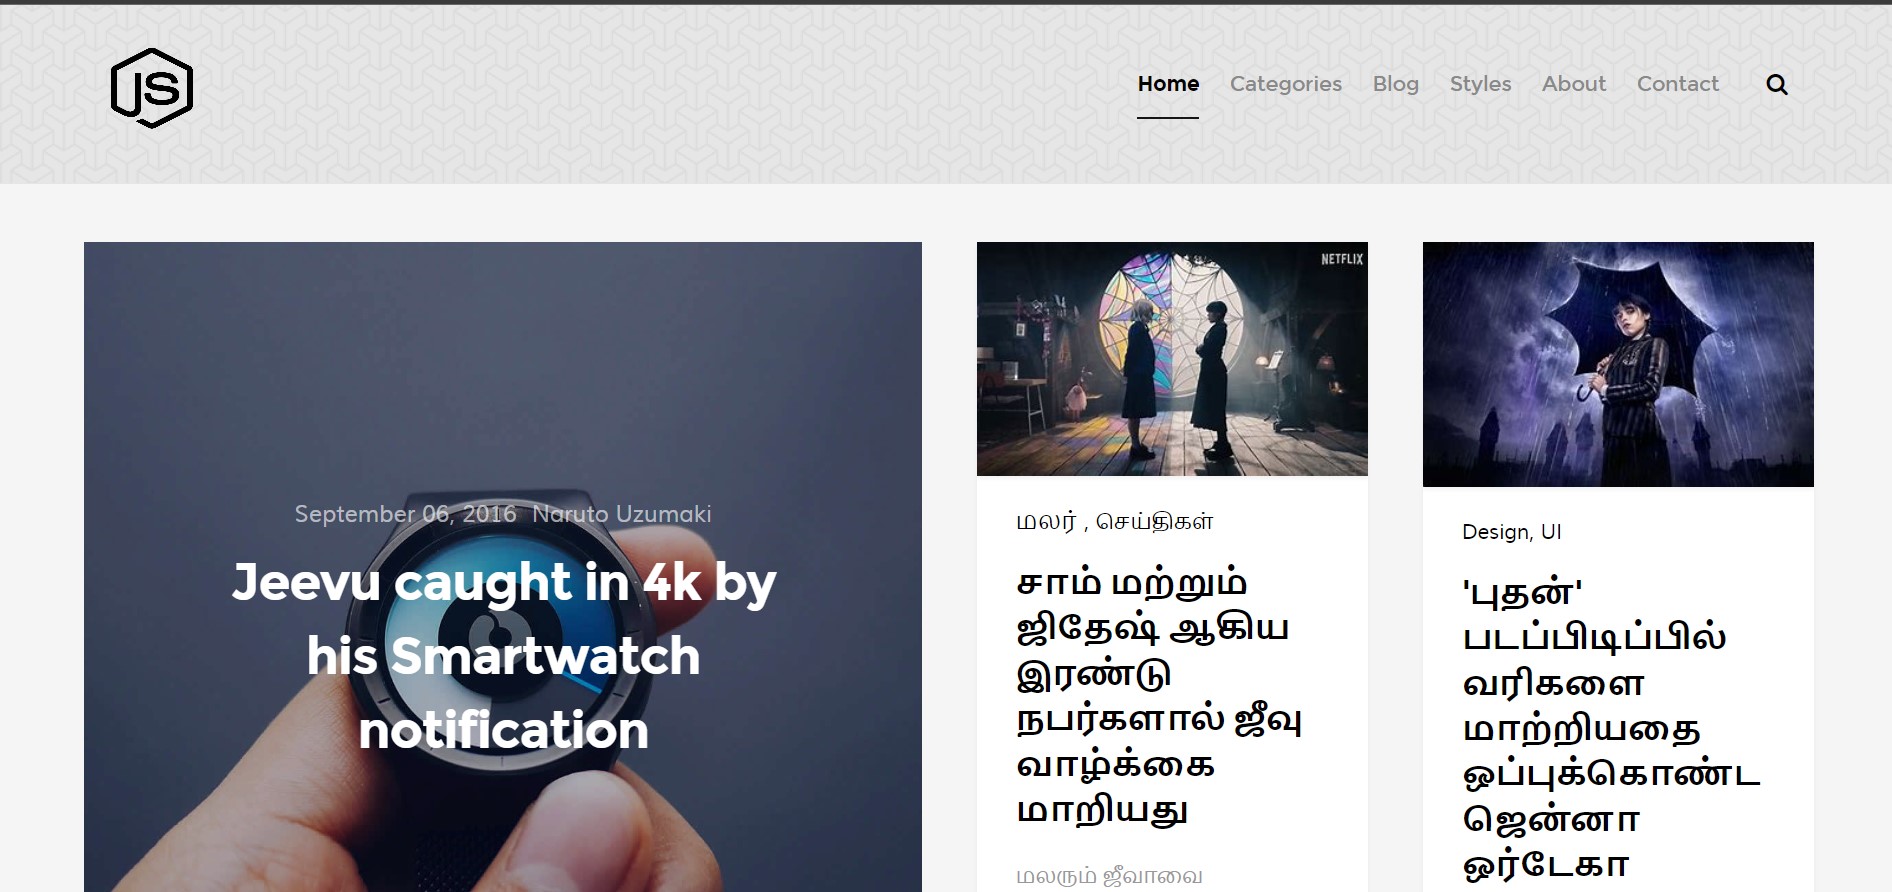 JS
Home Categories Blog Styles About Contact
September 06, 2016 Naruto Uzumaki
Jeevu caught in 4k by
his Smartwatch
notification
NETFLIX
மலர் , செய்திகள்
சாம் மற்றும்
ஜிதேஷ் ஆகிய
இரண்டு
நபர்களால் ஜீவு
வாழ்க்கை
மாறியது
மலரும் ஜீவாவை
Design, UI
'புதன்'
படப்பிடிப்பில்
வரிகளை
மாற்றியதை
ஒப்புக்கொண்ட
ஜென்னா
ஒர்டேகா